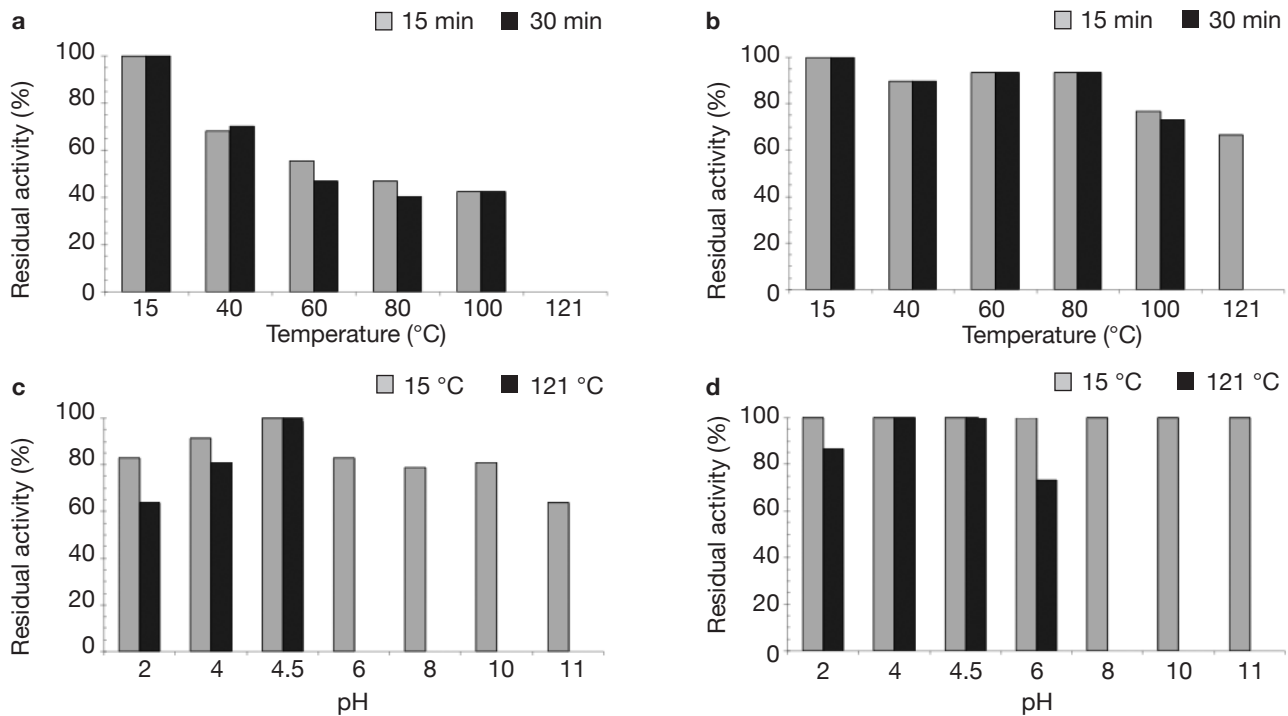 a
15 min 30 min
Residual activity (%)
100
80
60
40
20
0
15 40 60 80 100 121
Temperature (°C)
b
15 min 30 min
Residual activity (%)
100
80
60
40
20
0
15 40 60 80 100 121
Temperature (°C)
c
15 °C 121 °C
Residual activity (%)
100
80
60
40
20
0
2 4 4.5 6 8 10 11
pH
d
15 °C 121 °C
Residual activity (%)
100
80
60
40
20
0
2 4 4.5 6 8 10 11
pH